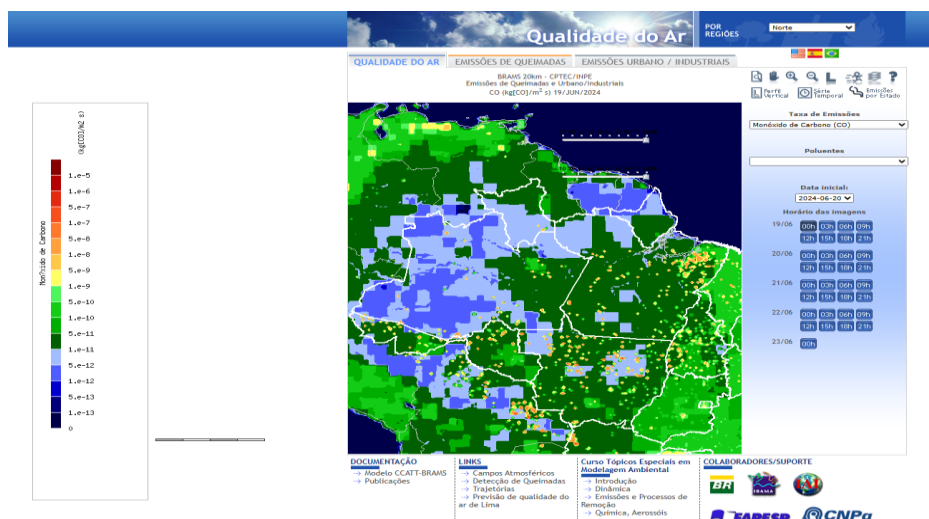 Qualidade do Ar
POR
REGIÕES
Norte
QUALIDADE DO AR
EMISSÕES DE QUEIMADAS
EMISSÕES URBANO / INDUSTRIAIS
BRAMS 20km - CPTEC/INPE
Emissões de Queimadas e Urbano/Industriais
CO (kg[CO]/m² s) 19/JUN/2024
Perfil
Vertical
Série
Temporal
Emissões
por Estado
Taxa de Emissões
Monóxido de Carbono (CO)
Poluentes
Data inicial:
2024-06-20
Horário das imagens
19/06 00h 03h 06h 09h
12h 15h 18h 21h
20/06 00h 03h 06h 09h
12h 15h 18h 21h
21/06 00h 03h 06h 09h
12h 15h 18h 21h
22/06 00h 03h 06h 09h
12h 15h 18h 21h
23/06 00h
(kg[CO]/m2 s)
Monóxido de Carbono
1.e-5
1.e-6
5.e-7
1.e-7
5.e-8
1.e-8
5.e-9
1.e-9
5.e-10
1.e-10
5.e-11
1.e-11
5.e-12
1.e-12
5.e-13
1.e-13
0
DOCUMENTAÇÃO
→ Modelo CCATT-BRAMS
→ Publicações
LINKS
→ Campos Atmosféricos
→ Detecção de Queimadas
→ Trajetórias
→ Previsão de qualidade do
ar de Lima
Curso Tópicos Especiais em
Modelagem Ambiental
→ Introdução
→ Dinâmica
→ Emissões e Processos de
Remoção
→ Química, Aerossóis
COLABORADORES/SUPORTE
BR
IBAMA
IAI
FAPESP
CNPq